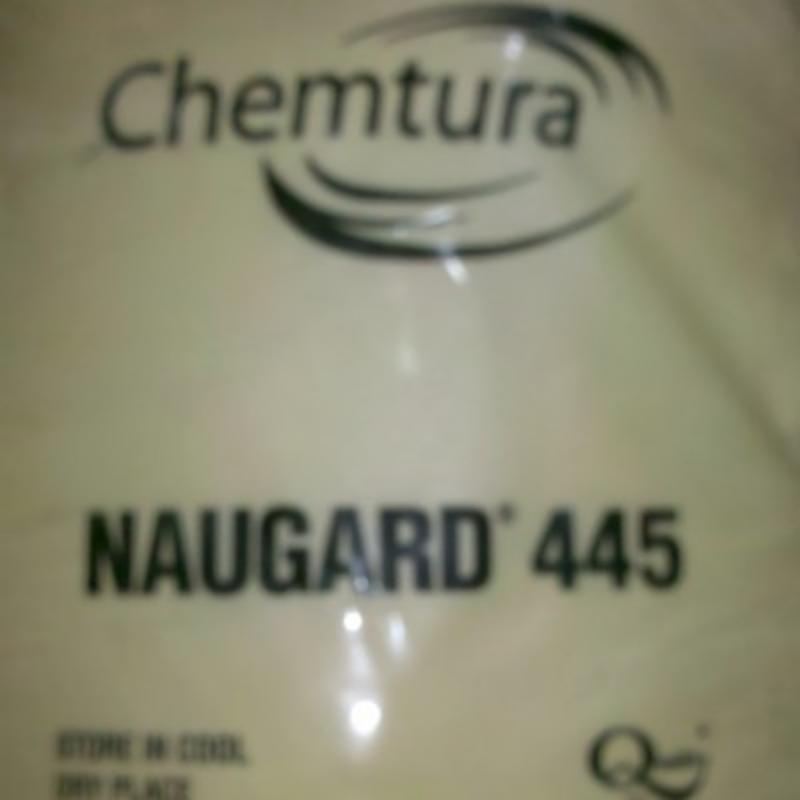 Chemtura
NAUGARD® 445
STORE IN COOL
DRY PLACE